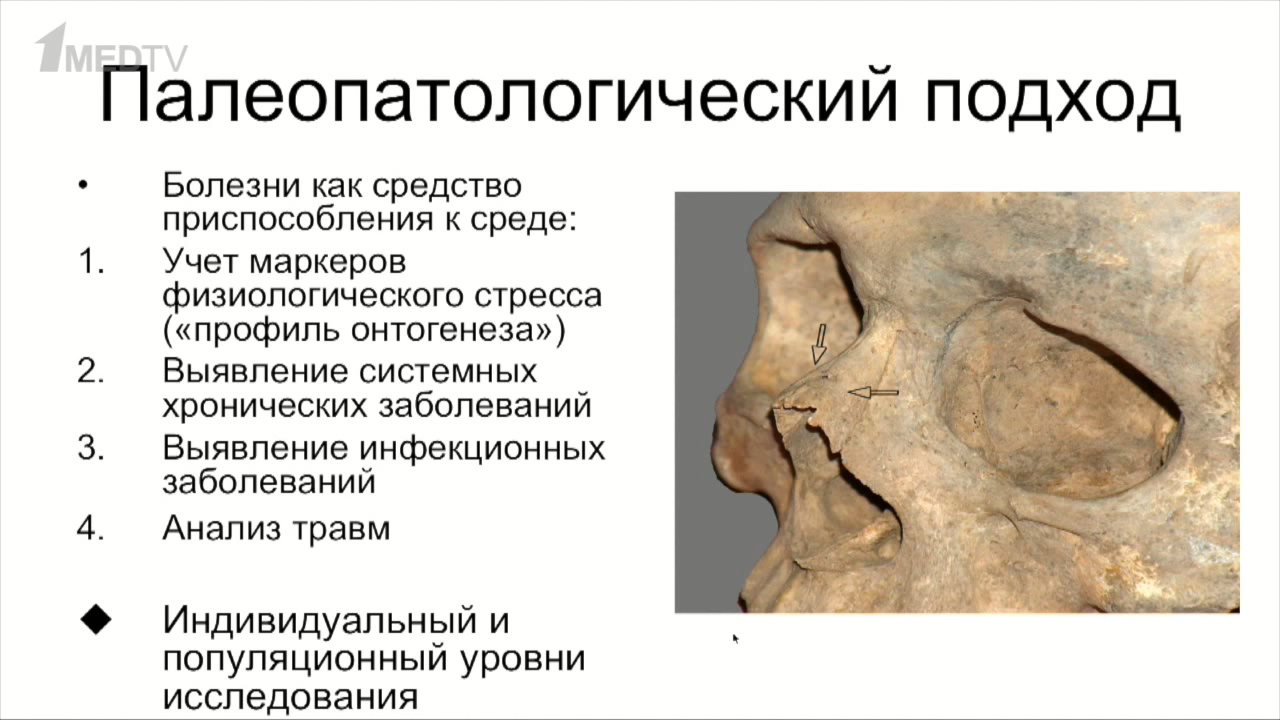 1MEDTV
Палеопатологический подход
• Болезни как средство
приспособления к среде:
1. Учет маркеров
физиологического стресса
(«профиль онтогенеза»)
2. Выявление системных
хронических заболеваний
3. Выявление инфекционных
заболеваний
4. Анализ травм
◆ Индивидуальный и
популяционный уровни
исследования